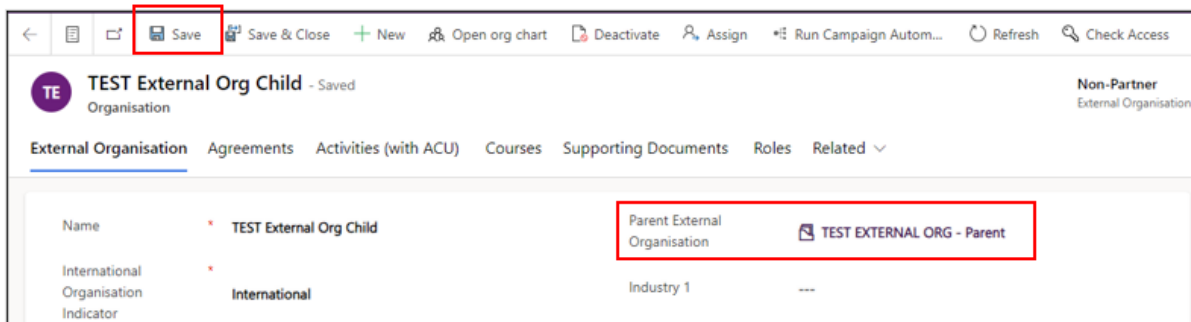 Save Save & Close New Open org chart Deactivate Assign Run Campaign Autom... Refresh Check Access
TE
TEST External Org Child - Saved
Organisation
Non-Partner
External Organisation
External Organisation Agreements Activities (with ACU) Courses Supporting Documents Roles Related
Name * TEST External Org Child
Parent External
Organisation
TEST EXTERNAL ORG - Parent
International
Organisation
Indicator
* International
Industry 1 ---